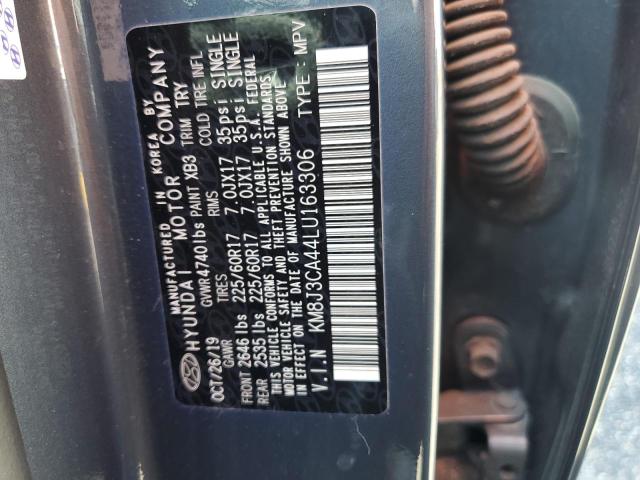 MANUFACTURED IN KOREA BY
HYUNDAI MOTOR COMPANY
OCT/26/19 GVWR 4740 lbs PAINT XB3 TRIM TRY
GAWR TIRES RIMS COLD TIRE INFL
FRONT 2646 lbs 225/60R17 7.0JX17 35psi SINGLE
REAR 2535 lbs 225/60R17 7.0JX17 35psi SINGLE
THIS VEHICLE CONFORMS TO ALL APPLICABLE U.S.A. FEDERAL
MOTOR VEHICLE SAFETY AND THEFT PREVENTION STANDARDS
IN EFFECT ON THE DATE OF MANUFACTURE SHOWN ABOVE.
V.I.N KM8J3CA44LU163306 TYPE : MPV